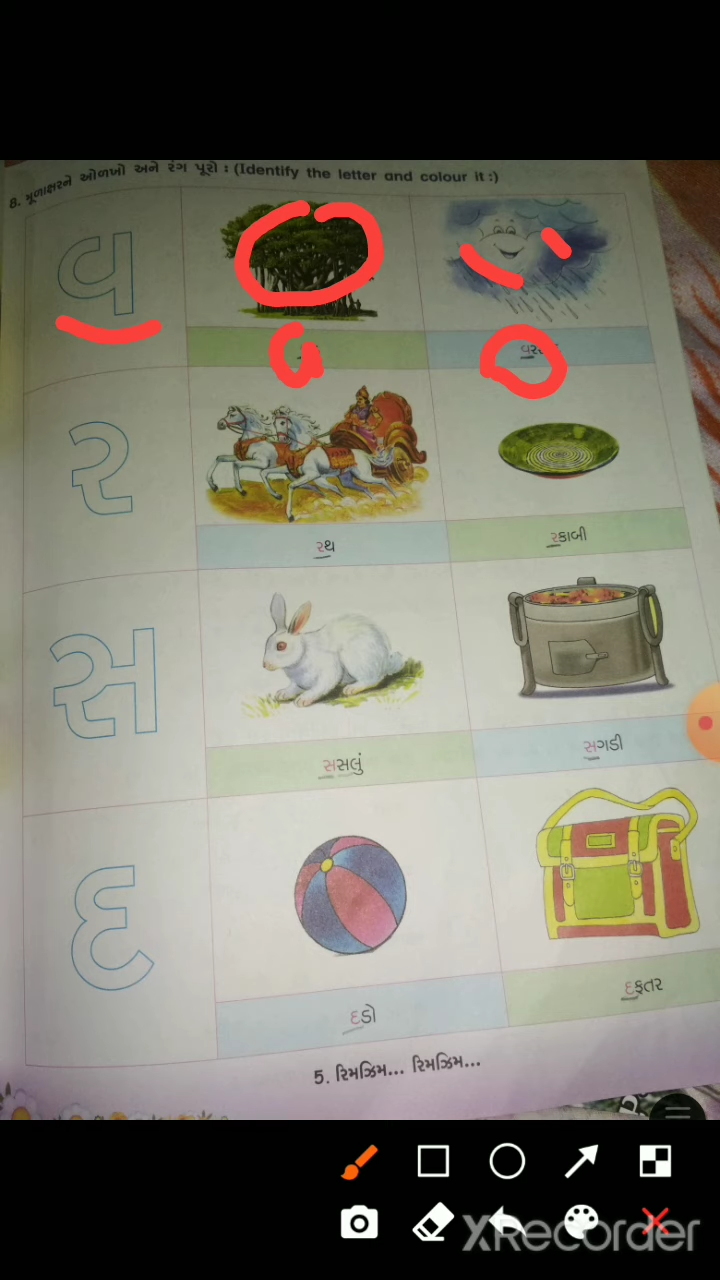 8. મૂળાક્ષરને ઓળખો અને રંગ પૂરો : (Identify the letter and colour it :)
વ
ર
રથ
રકાબી
સ
સસલું
સગડી
દ
દડો
દફતર
5. રિમઝિમ... રિમઝિમ...
XRecorder